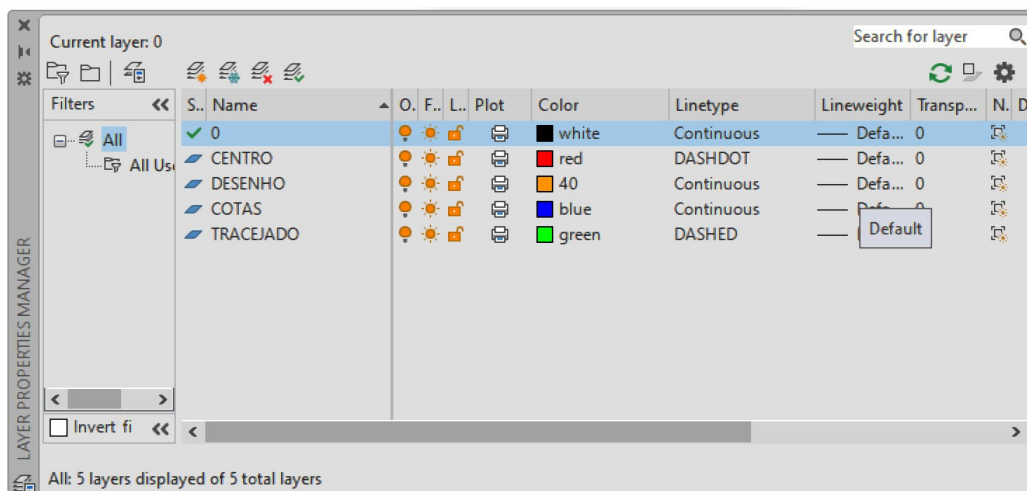 Current layer: 0
Search for layer
Filters
S.. Name O. F.. L.. Plot Color Linetype Lineweight Transp... N. D
All
All Use
0 white Continuous Defa... 0
CENTRO red DASHDOT Defa... 0
DESENHO 40 Continuous Defa... 0
COTAS blue Continuous
TRACEJADO green DASHED
Default
Invert fi
LAYER PROPERTIES MANAGER
All: 5 layers displayed of 5 total layers